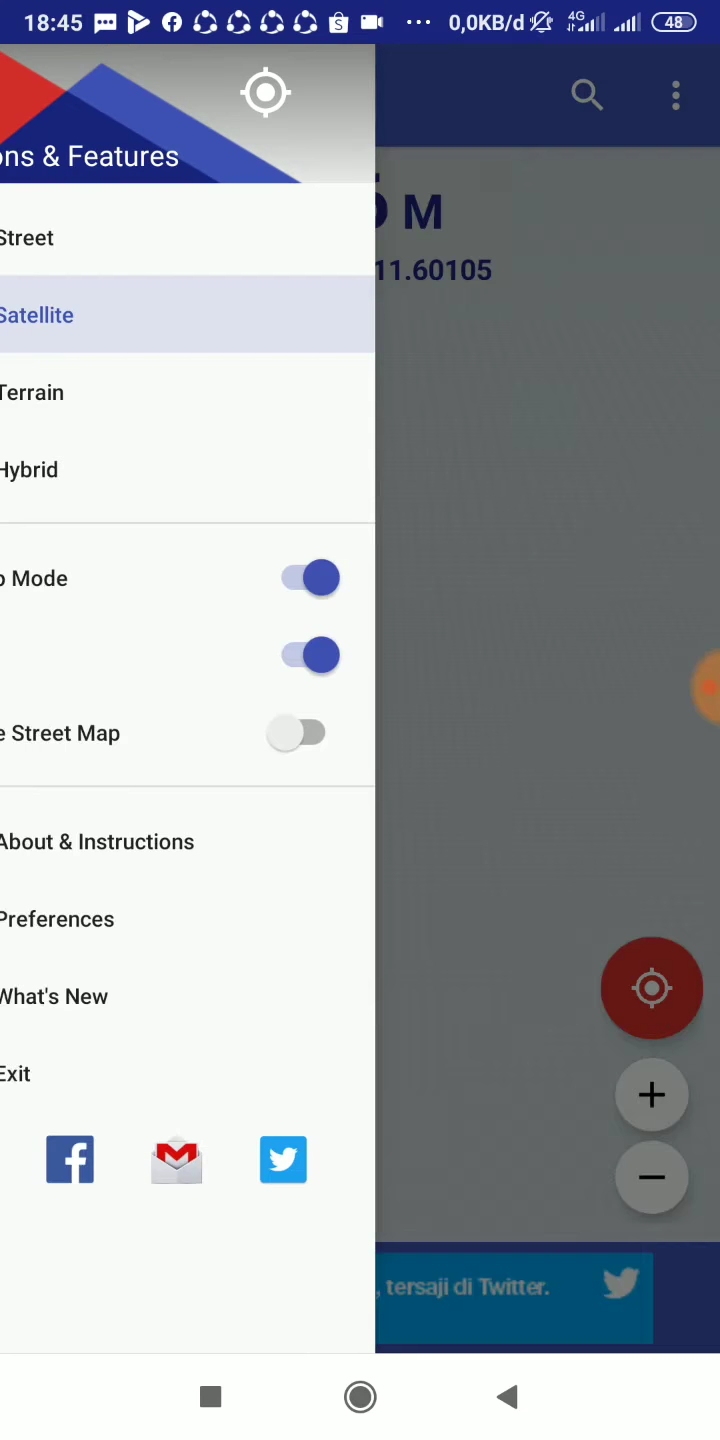 18:45 0,0KB/d 4G 48
ons & Features
M
11.60105
Street
Satellite
Terrain
Hybrid
Mode
Street Map
About & Instructions
Preferences
What's New
Exit
, tersaji di Twitter.